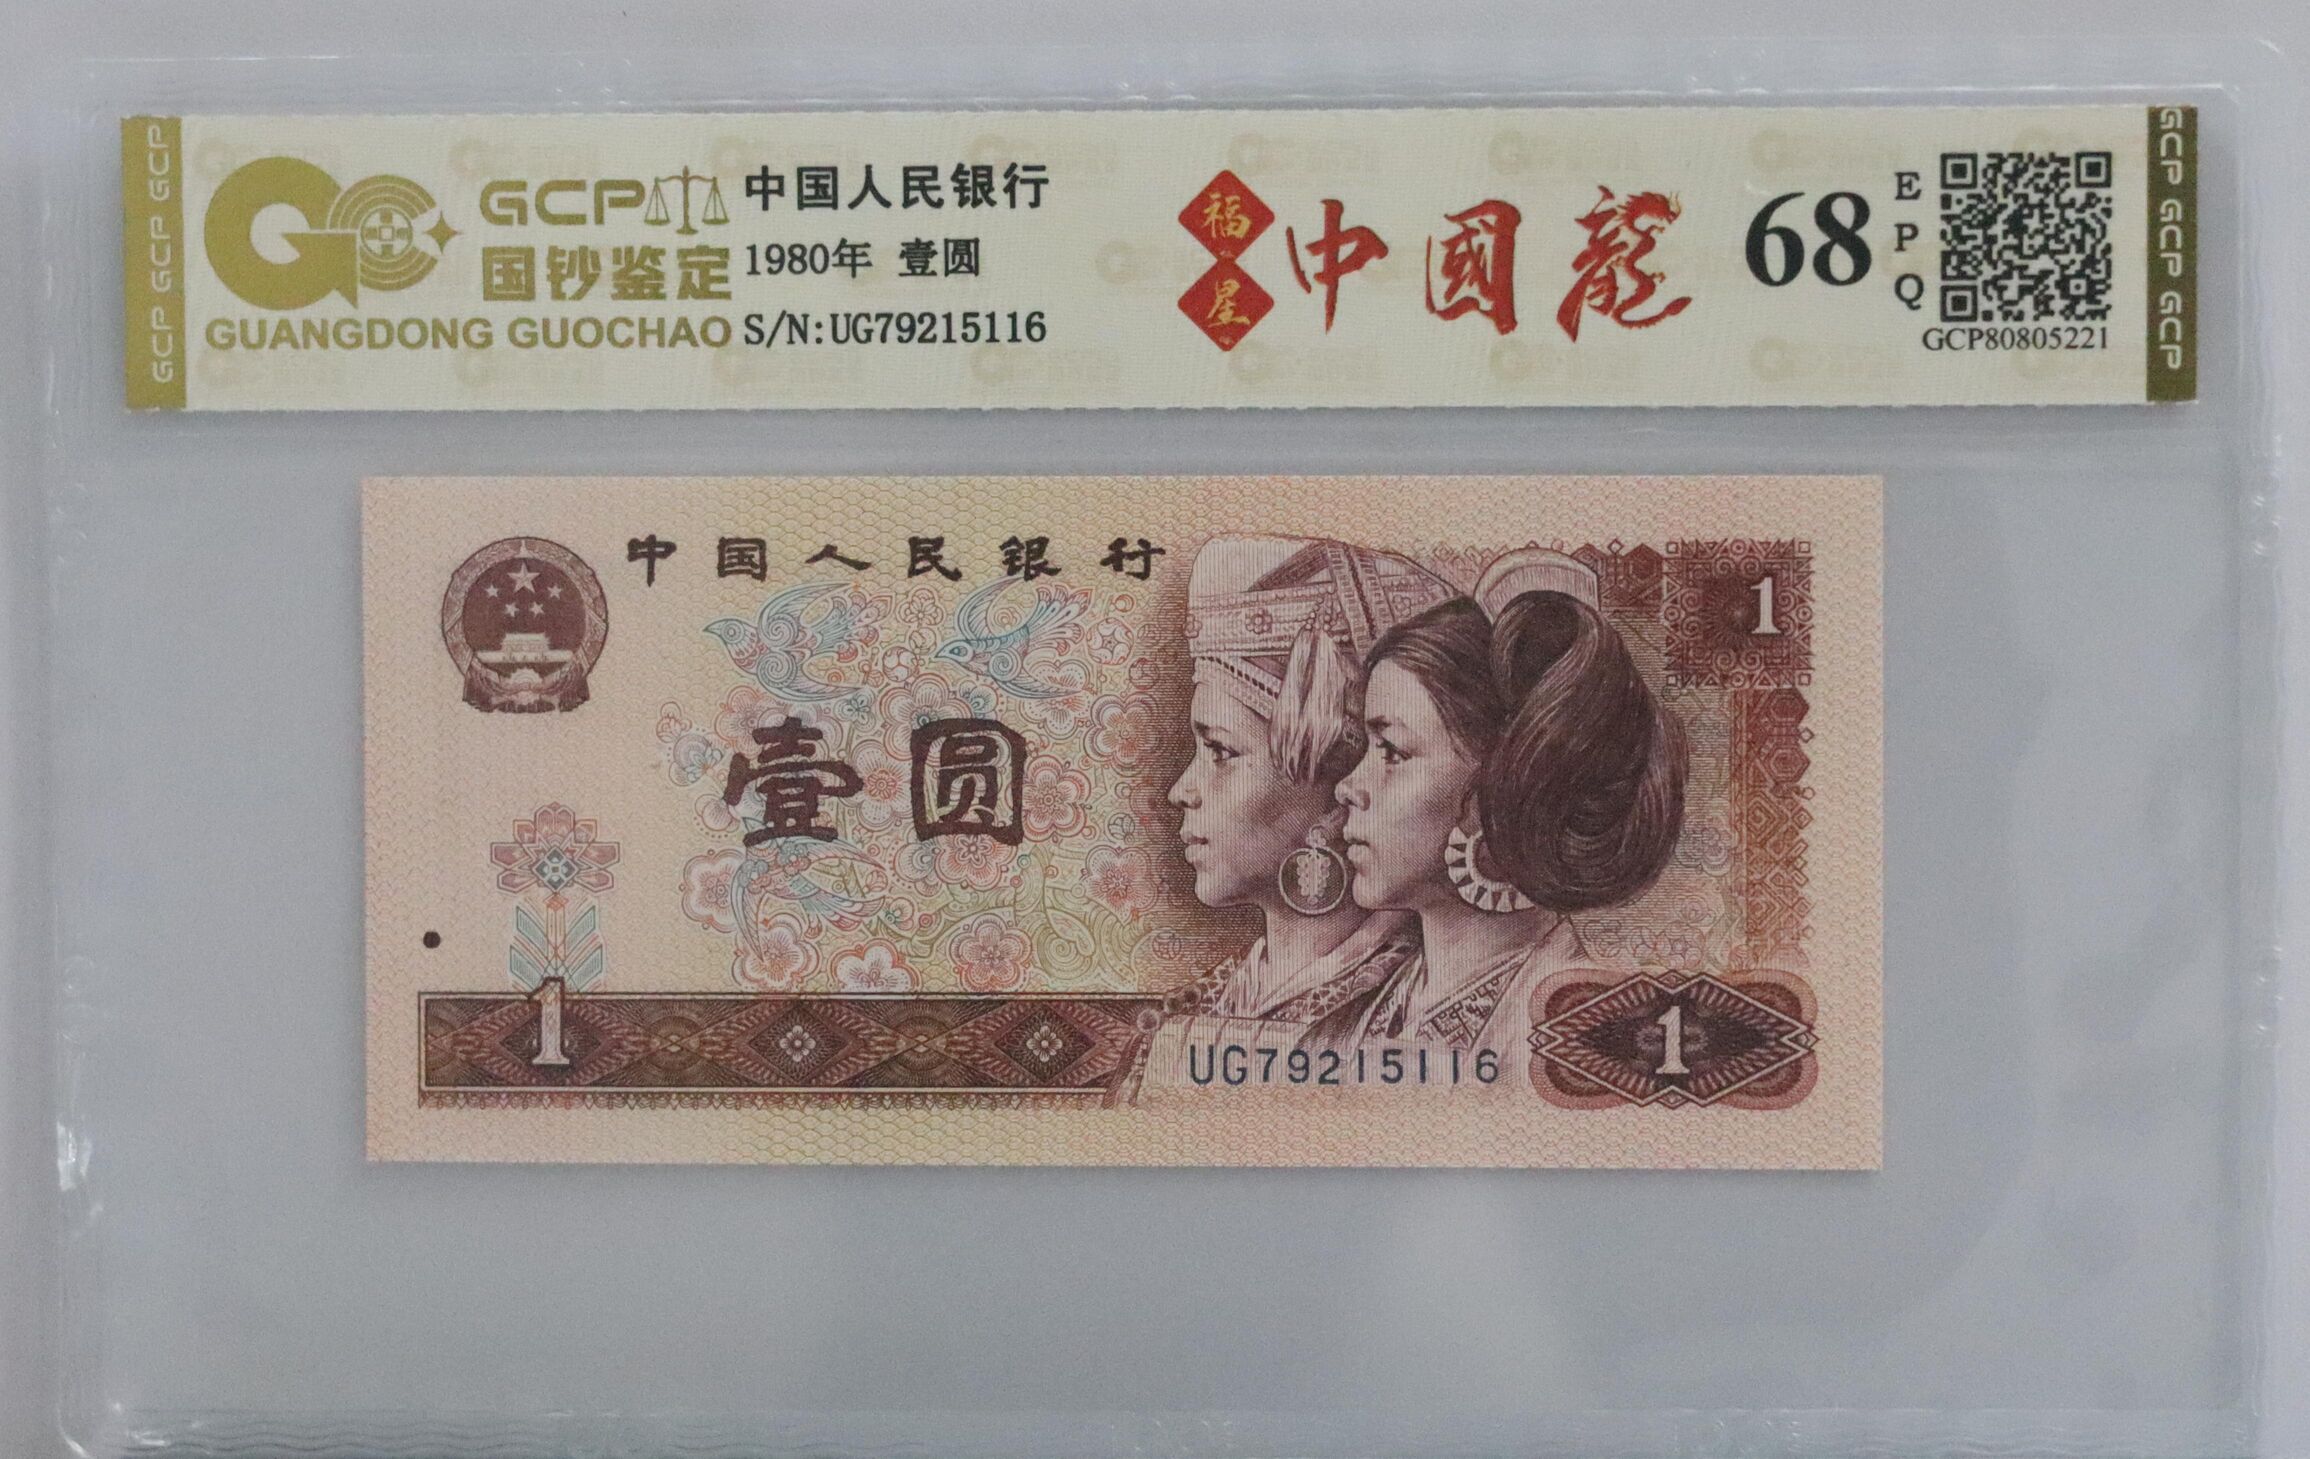 GCP GCP GCP
GCP
国钞鉴定
GUANGDONG GUOCHAO
中国人民银行
1980年 壹圆
S/N:UG79215116
福星
中國龍
68
EPQ
GCP80805221
GCP GCP GCP
中国人民银行
1
壹圆
1
UG79215116
1